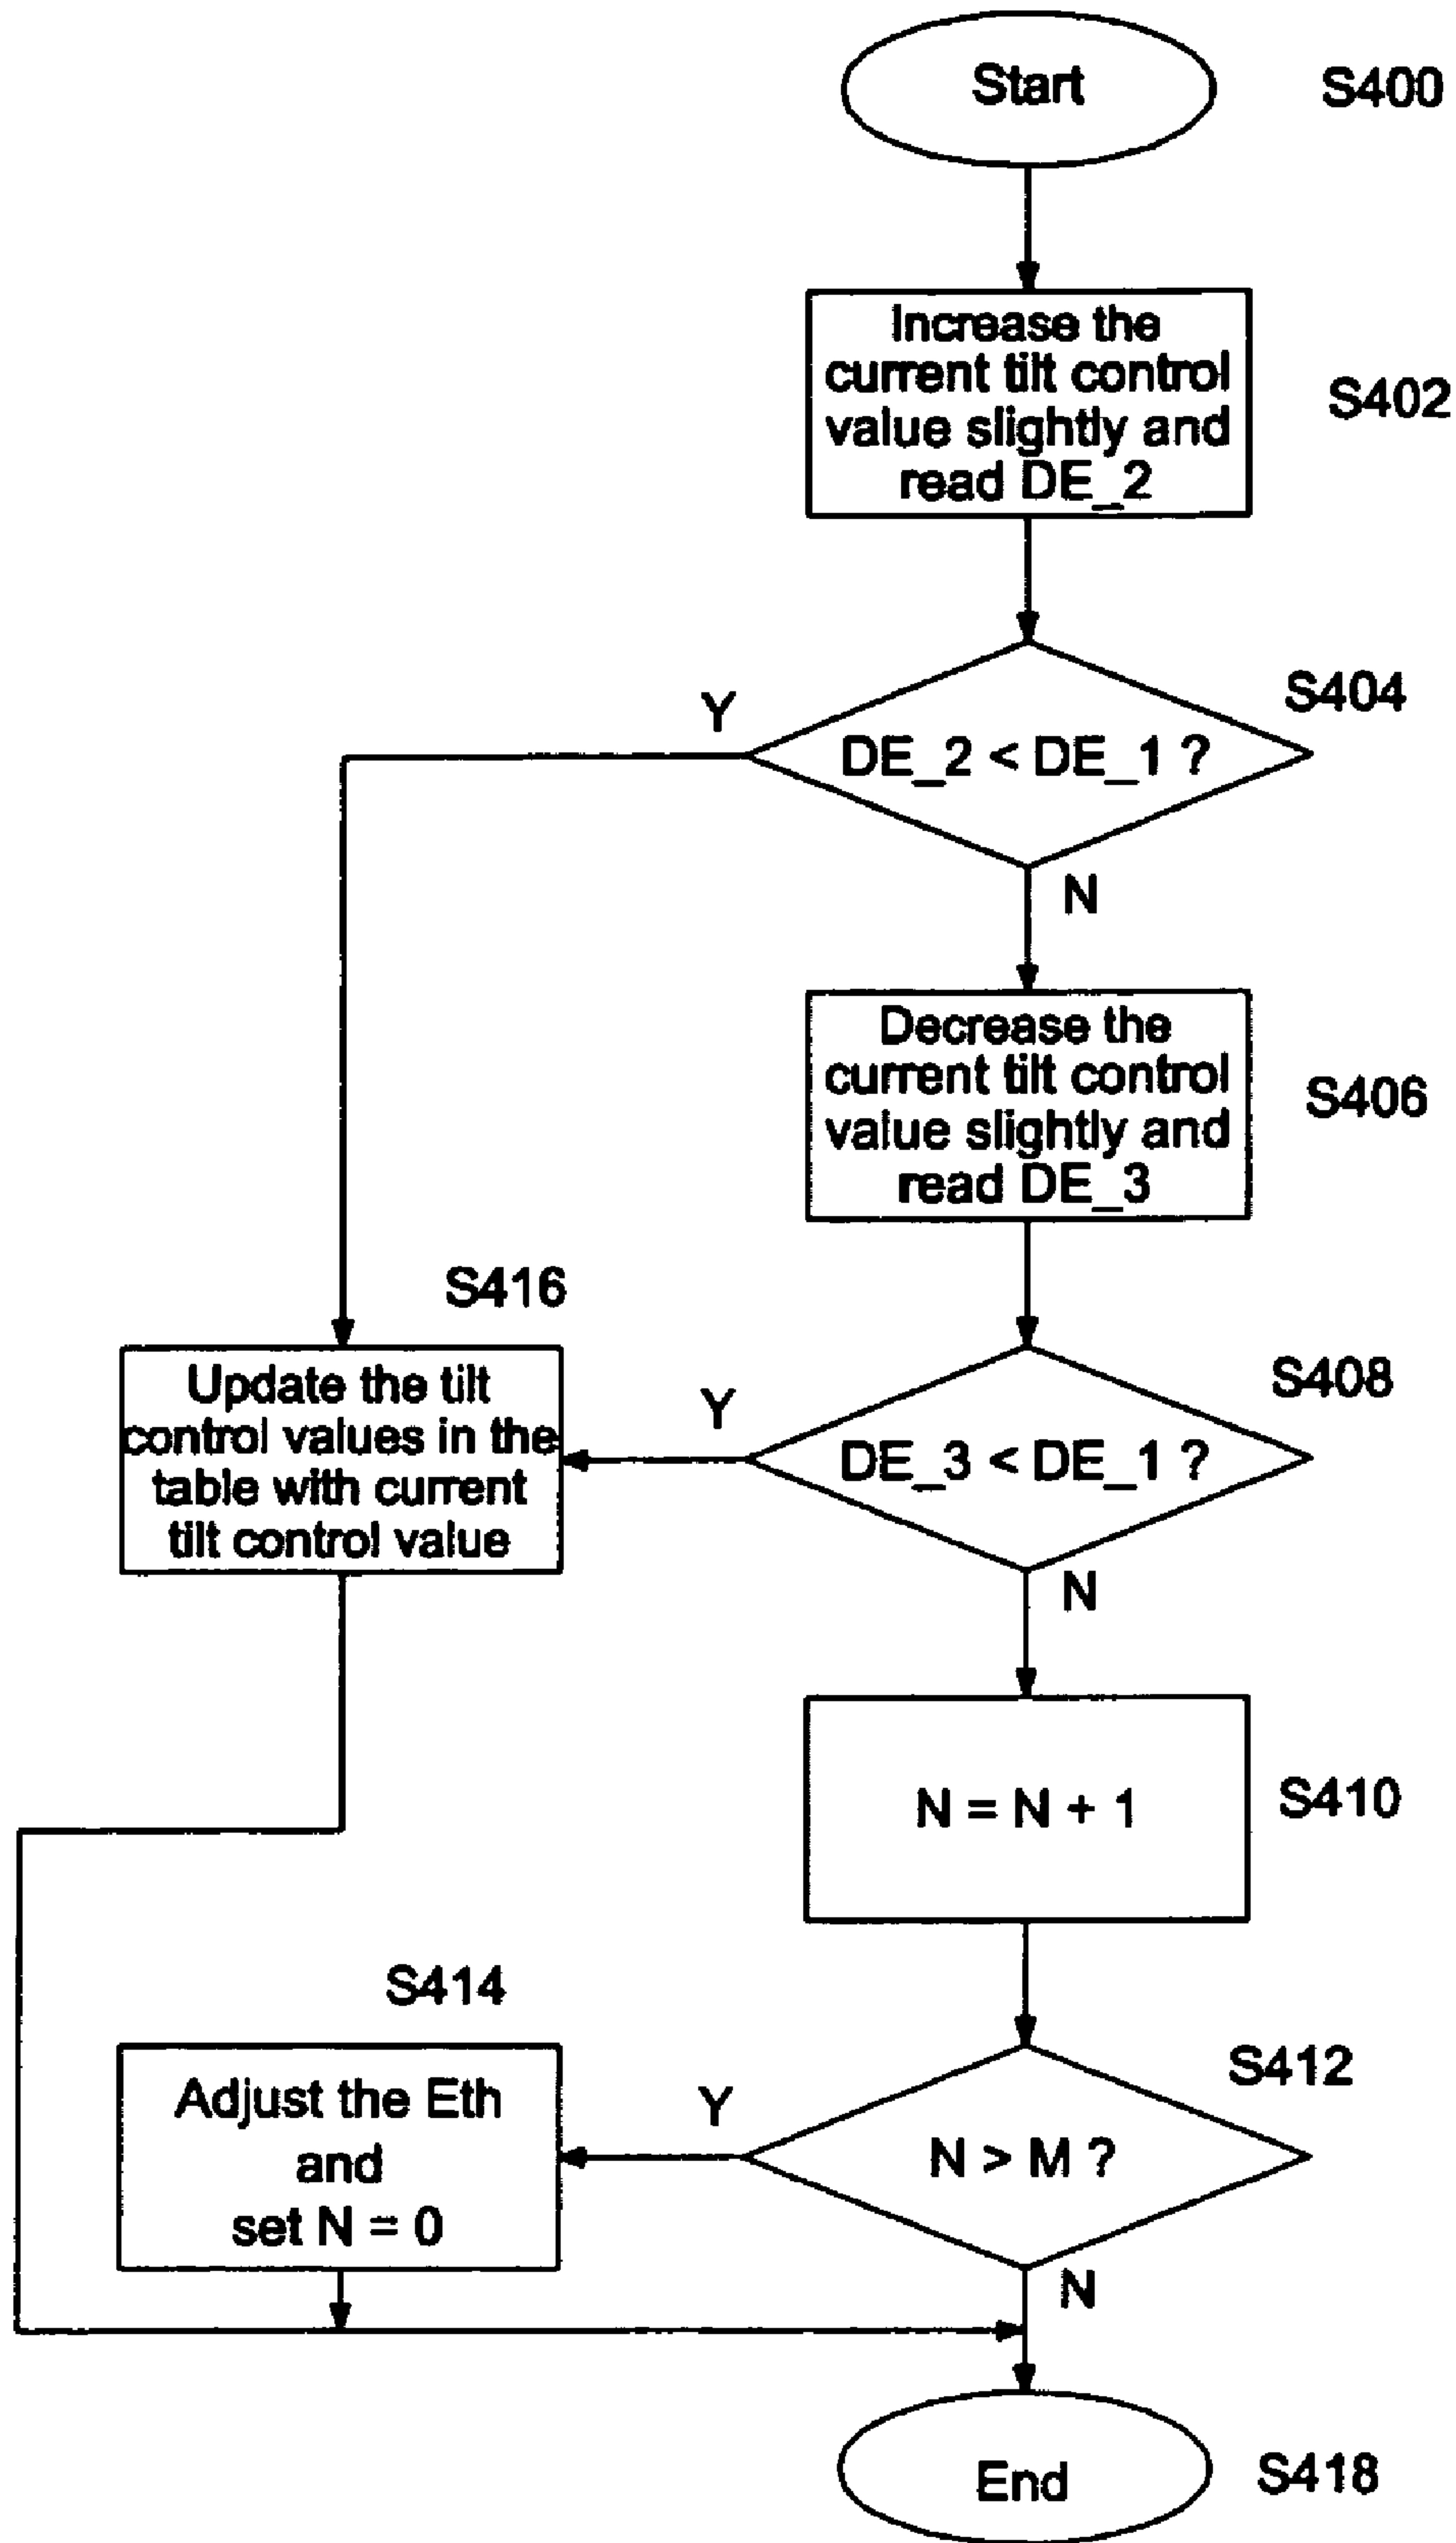 Start
S400
Increase the
current tilt control
value slightly and
read DE_2
S402
S404
Y
DE_2 < DE_1 ?
N
Decrease the
current tilt control
value slightly and
read DE_3
S406
S416
Update the tilt
control values in the
table with current
tilt control value
S408
Y
DE_3 < DE_1 ?
N
N = N + 1
S410
S414
Adjust the Eth
and
set N = 0
S412
Y
N > M ?
N
End
S418